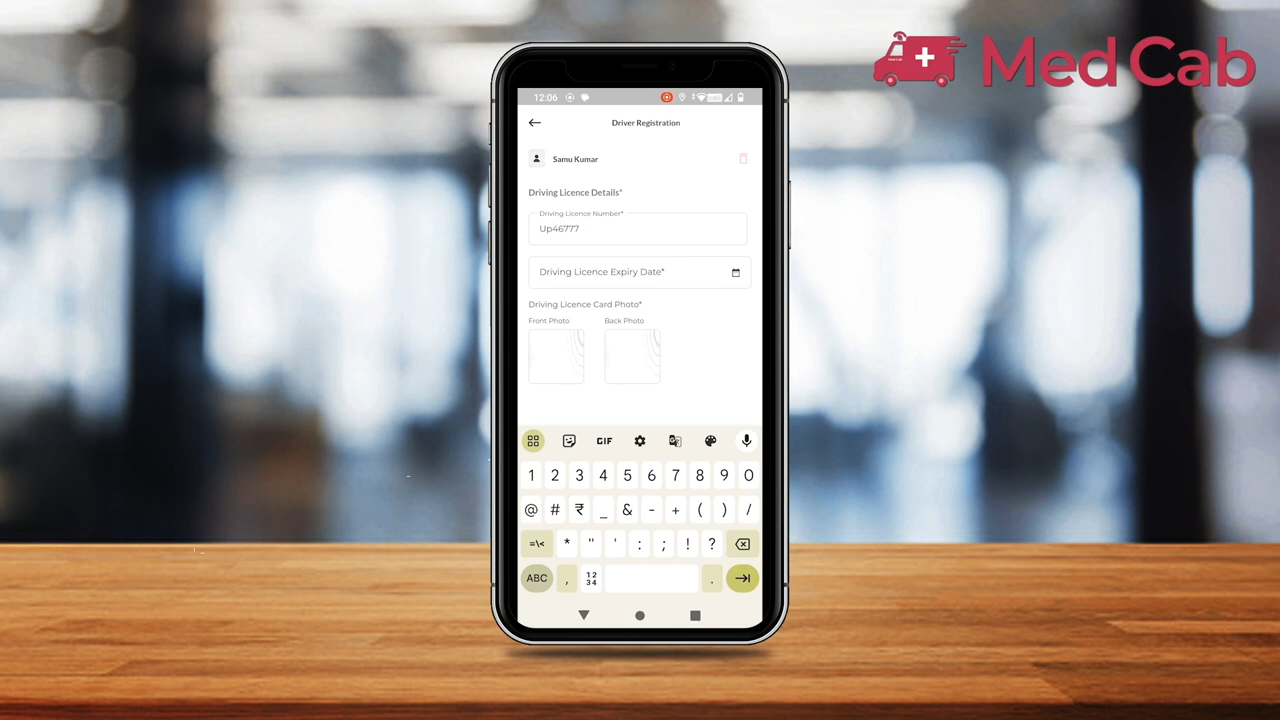 Med Cab
12:06
Driver Registration
Samu Kumar
Driving Licence Details*
Driving Licence Number*
Up46777
Driving Licence Expiry Date*
Driving Licence Card Photo*
Front Photo Back Photo
GIF
1 2 3 4 5 6 7 8 9 0
@ # ₹ _ & - + ( ) /
=\< * " ' : ; ! ?
ABC , 12 34 .